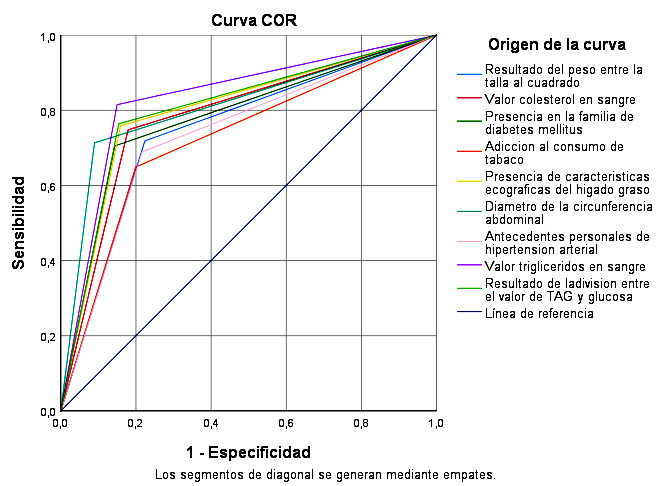 Curva COR
Origen de la curva
Resultado del peso entre la
talla al cuadrado
Valor colesterol en sangre
Presencia en la familia de
diabetes mellitus
Adiccion al consumo de
tabaco
Presencia de caracteristicas
ecograficas del higado graso
Diametro de la circunferencia
abdominal
Antecedentes personales de
hipertension arterial
Valor trigliceridos en sangre
Resultado de ladivision entre
el valor de TAG y glucosa
Línea de referencia
Sensibilidad
1,0
0,8
0,6
0,4
0,2
0,0
0,0 0,2 0,4 0,6 0,8 1,0
1 - Especificidad
Los segmentos de diagonal se generan mediante empates.